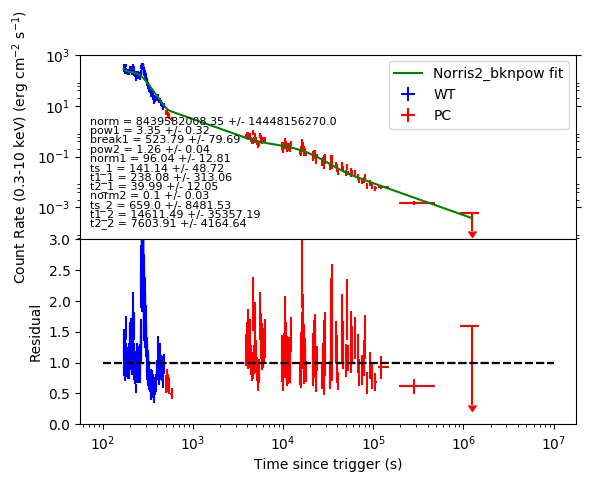 Count Rate (0.3-10 keV) (erg cm⁻² s⁻¹)
10³
10¹
10⁻¹
10⁻³
Norris2_bknpow fit
WT
PC
norm = 8439582008.35 +/- 14448156270.0
pow1 = 3.35 +/- 0.32
break1 = 523.79 +/- 79.69
pow2 = 1.26 +/- 0.04
norm1 = 96.04 +/- 12.81
ts_1 = 141.14 +/- 48.72
t1_1 = 238.08 +/- 313.06
t2_1 = 39.99 +/- 12.05
norm2 = 0.1 +/- 0.03
ts_2 = 659.0 +/- 8481.53
t1_2 = 14611.49 +/- 35357.19
t2_2 = 7603.91 +/- 4164.64
Residual
3.0
2.5
2.0
1.5
1.0
0.5
0.0
10² 10³ 10⁴ 10⁵ 10⁶ 10⁷
Time since trigger (s)